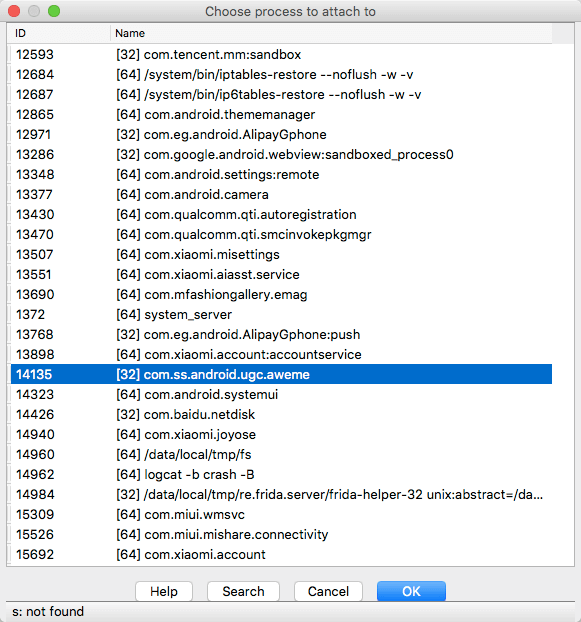 Choose process to attach to
ID Name
12593 [32] com.tencent.mm:sandbox
12684 [64] /system/bin/iptables-restore --noflush -w -v
12687 [64] /system/bin/ip6tables-restore --noflush -w -v
12865 [64] com.android.thememanager
12971 [32] com.eg.android.AlipayGphone
13286 [32] com.google.android.webview:sandboxed_process0
13348 [64] com.android.settings:remote
13377 [64] com.android.camera
13430 [64] com.qualcomm.qti.autoregistration
13470 [64] com.qualcomm.qti.smcinvokepkgmgr
13507 [64] com.xiaomi.misettings
13551 [64] com.xiaomi.aiasst.service
13690 [64] com.mfashiongallery.emag
1372 [64] system_server
13768 [32] com.eg.android.AlipayGphone:push
13898 [64] com.xiaomi.account:accountservice
14135 [32] com.ss.android.ugc.aweme
14323 [64] com.android.systemui
14426 [32] com.baidu.netdisk
14940 [64] com.xiaomi.joyose
14960 [64] /data/local/tmp/fs
14962 [64] logcat -b crash -B
14984 [32] /data/local/tmp/re.frida.server/frida-helper-32 unix:abstract=/da...
15309 [64] com.miui.wmsvc
15526 [64] com.miui.mishare.connectivity
15692 [64] com.xiaomi.account
Help Search Cancel OK
s: not found